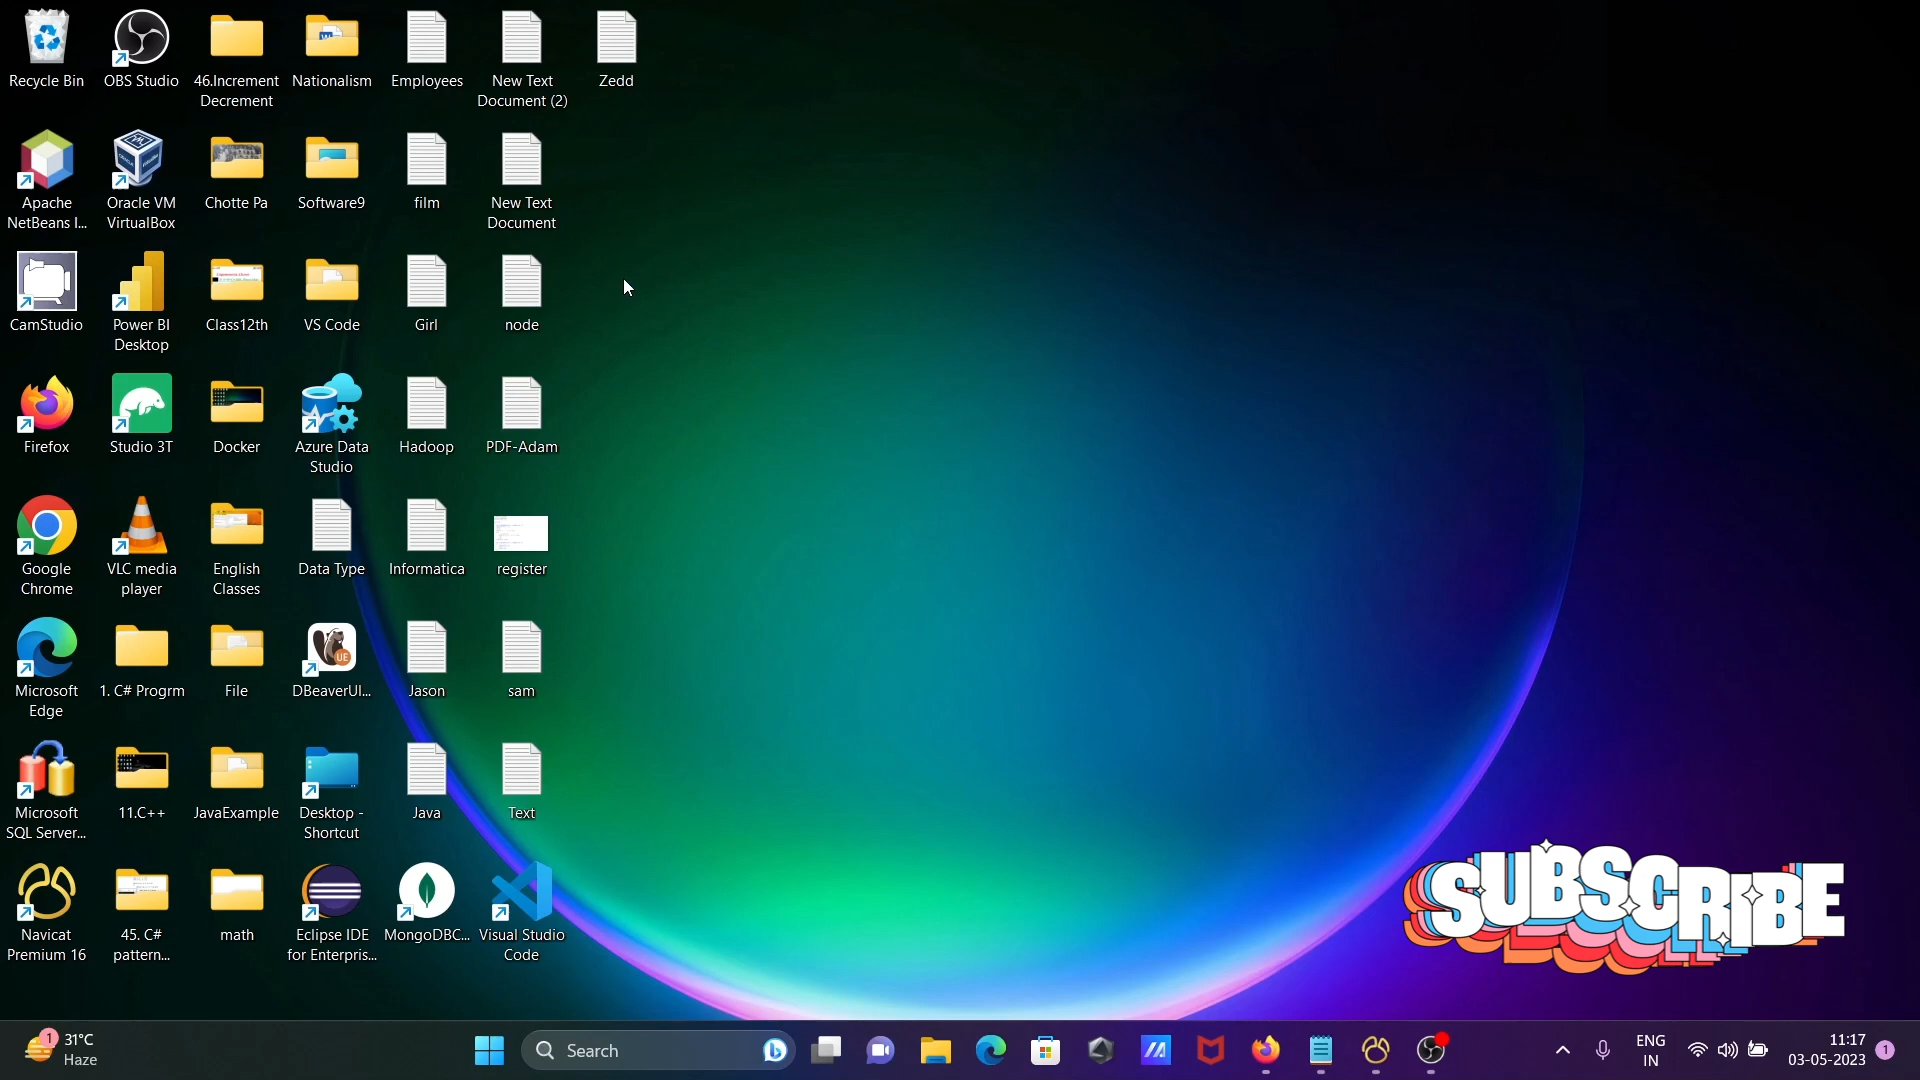 Recycle Bin
OBS Studio
46.Increment
Decrement
Nationalism
Employees
New Text
Document (2)
Zedd
Apache
NetBeans I...
Oracle VM
VirtualBox
Chotte Pa
Software9
film
New Text
Document
CamStudio
Power BI
Desktop
Class12th
VS Code
Girl
node
Firefox
Studio 3T
Docker
Azure Data
Studio
Hadoop
PDF-Adam
Google
Chrome
VLC media
player
English
Classes
Data Type
Informatica
register
Microsoft
Edge
1. C# Progrm
File
DBeaverUl...
Jason
sam
Microsoft
SQL Server...
11.C++
JavaExample
Desktop -
Shortcut
Java
Text
Navicat
Premium 16
45. C#
pattern...
math
Eclipse IDE
for Enterpris...
MongoDBC...
Visual Studio
Code
SUBSCRIBE
1
31°C
Haze
Search
ENG
IN
11:17
03-05-2023
1